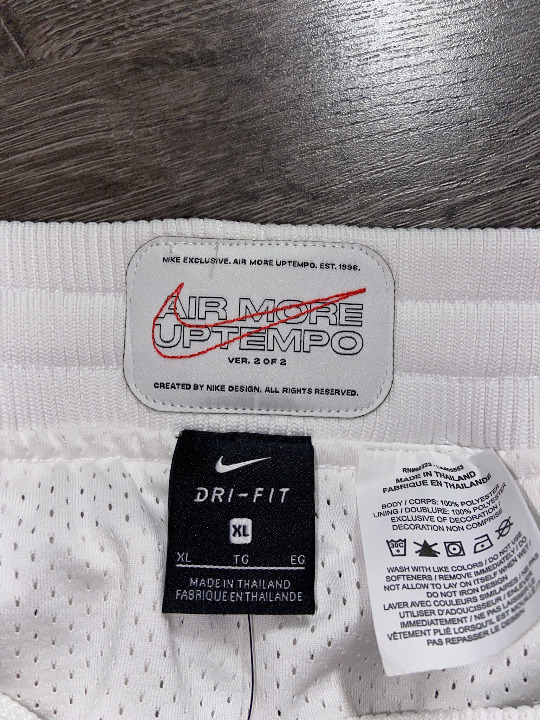 NIKE EXCLUSIVE. AIR MORE UPTEMPO. EST. 1996.
AIR MORE
UPTEMPO
VER. 2 OF 2
CREATED BY NIKE DESIGN. ALL RIGHTS RESERVED.
DRI-FIT
XL
XL TG EG
MADE IN THAILAND
FABRIQUE EN THAILANDE
MADE IN THAILAND
FABRIQUE EN THAILANDE
BODY / CORPS: 100% POLYESTER
LINING / DOUBLURE: 100% POLYESTER
EXCLUSIVE OF DECORATION /
DECORATION NON COMPRISE
30C
WASH WITH LIKE COLORS / DO NOT USE
SOFTENERS / REMOVE IMMEDIATELY / DO
NOT ALLOW TO LAY ON ITSELF WHEN WET
DO NOT IRON DESIGN
LAVER AVEC COULEURS SIMILAIRES / NE PAS
UTILISER D'ADOUCISSEUR / ENLEVER
IMMEDIATEMENT / NE PAS LAISSER LE
VÊTEMENT PLIÉ LORSQU'IL EST MOUILLÉ
PAS REPASSER LE DESSIN